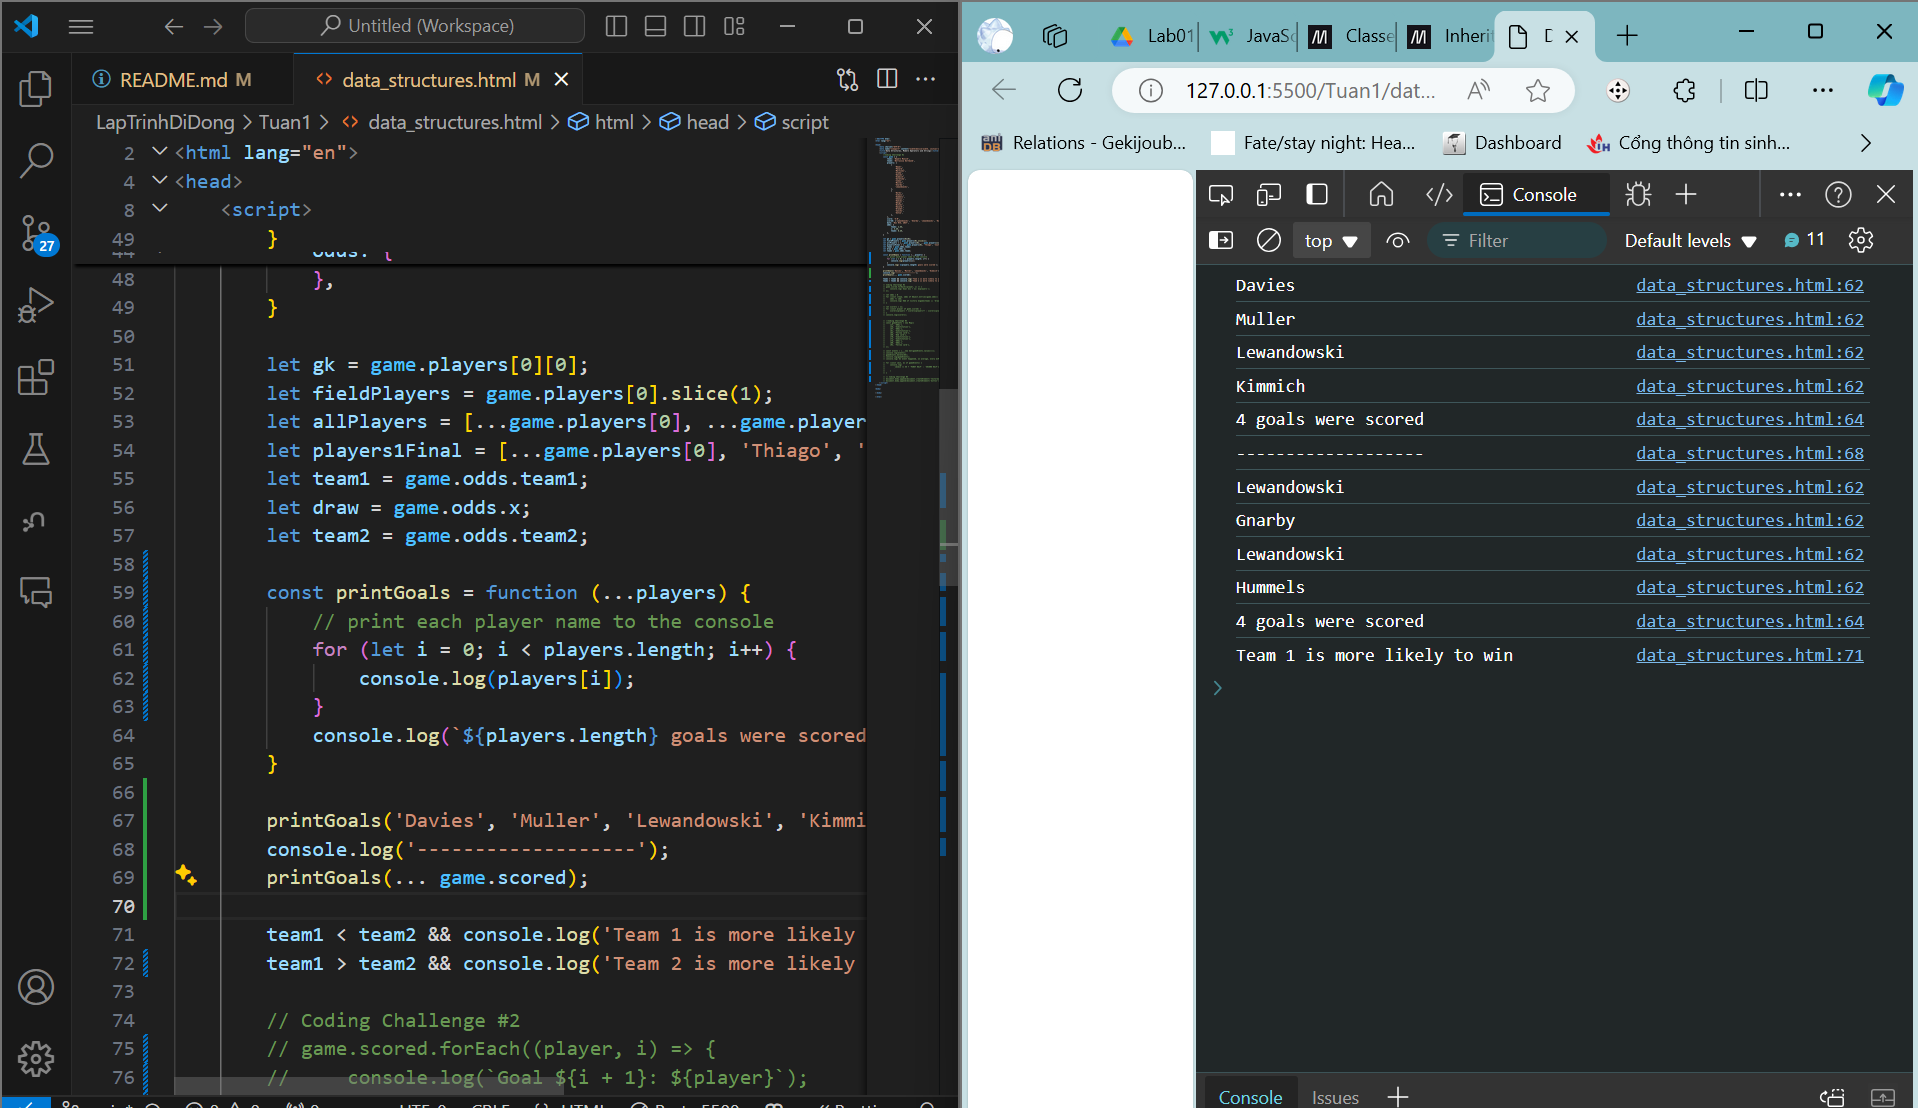 Untitled (Workspace)
README.md M
data_structures.html M
LapTrinhDiDong > Tuan1 > data_structures.html > html > head > script
2 <html lang="en">
4 <head>
8 <script>
49 }
44 odds: {
48 },
49 }
50
51 let gk = game.players[0][0];
52 let fieldPlayers = game.players[0].slice(1);
53 let allPlayers = [...game.players[0], ...game.player
54 let players1Final = [...game.players[0], 'Thiago', '
55 let team1 = game.odds.team1;
56 let draw = game.odds.x;
57 let team2 = game.odds.team2;
58
59 const printGoals = function (...players) {
60 // print each player name to the console
61 for (let i = 0; i < players.length; i++) {
62 console.log(players[i]);
63 }
64 console.log(`${players.length} goals were scored
65 }
66
67 printGoals('Davies', 'Muller', 'Lewandowski', 'Kimmi
68 console.log('-------------------');
69 printGoals(... game.scored);
70
71 team1 < team2 && console.log('Team 1 is more likely
72 team1 > team2 && console.log('Team 2 is more likely
73
74 // Coding Challenge #2
75 // game.scored.forEach((player, i) => {
76 // console.log(`Goal ${i + 1}: ${player}`);
27
Lab01
JavaSc
Classe
Inherit
D
127.0.0.1:5500/Tuan1/dat...
Relations - Gekijoub...
Fate/stay night: Hea...
Dashboard
Cổng thông tin sinh...
Console
top
Filter
Default levels
11
Davies data_structures.html:62
Muller data_structures.html:62
Lewandowski data_structures.html:62
Kimmich data_structures.html:62
4 goals were scored data_structures.html:64
------------------- data_structures.html:68
Lewandowski data_structures.html:62
Gnarby data_structures.html:62
Lewandowski data_structures.html:62
Hummels data_structures.html:62
4 goals were scored data_structures.html:64
Team 1 is more likely to win data_structures.html:71
Console
Issues